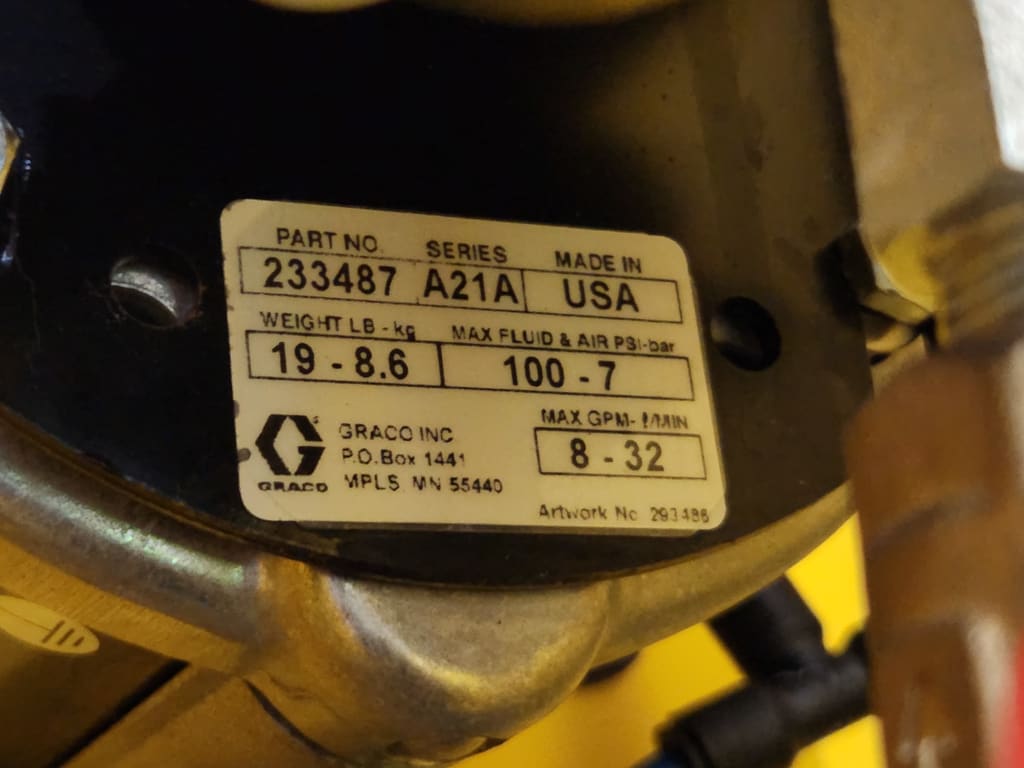 PART NO. SERIES MADE IN
233487 A21A USA
WEIGHT LB - kg MAX FLUID & AIR PSI-bar
19 - 8.6 100 - 7
MAX GPM- l/MIN
8 - 32
GRACO INC
P.O.Box 1441
MPLS MN 55440
G
GRACO
Artwork No 293486